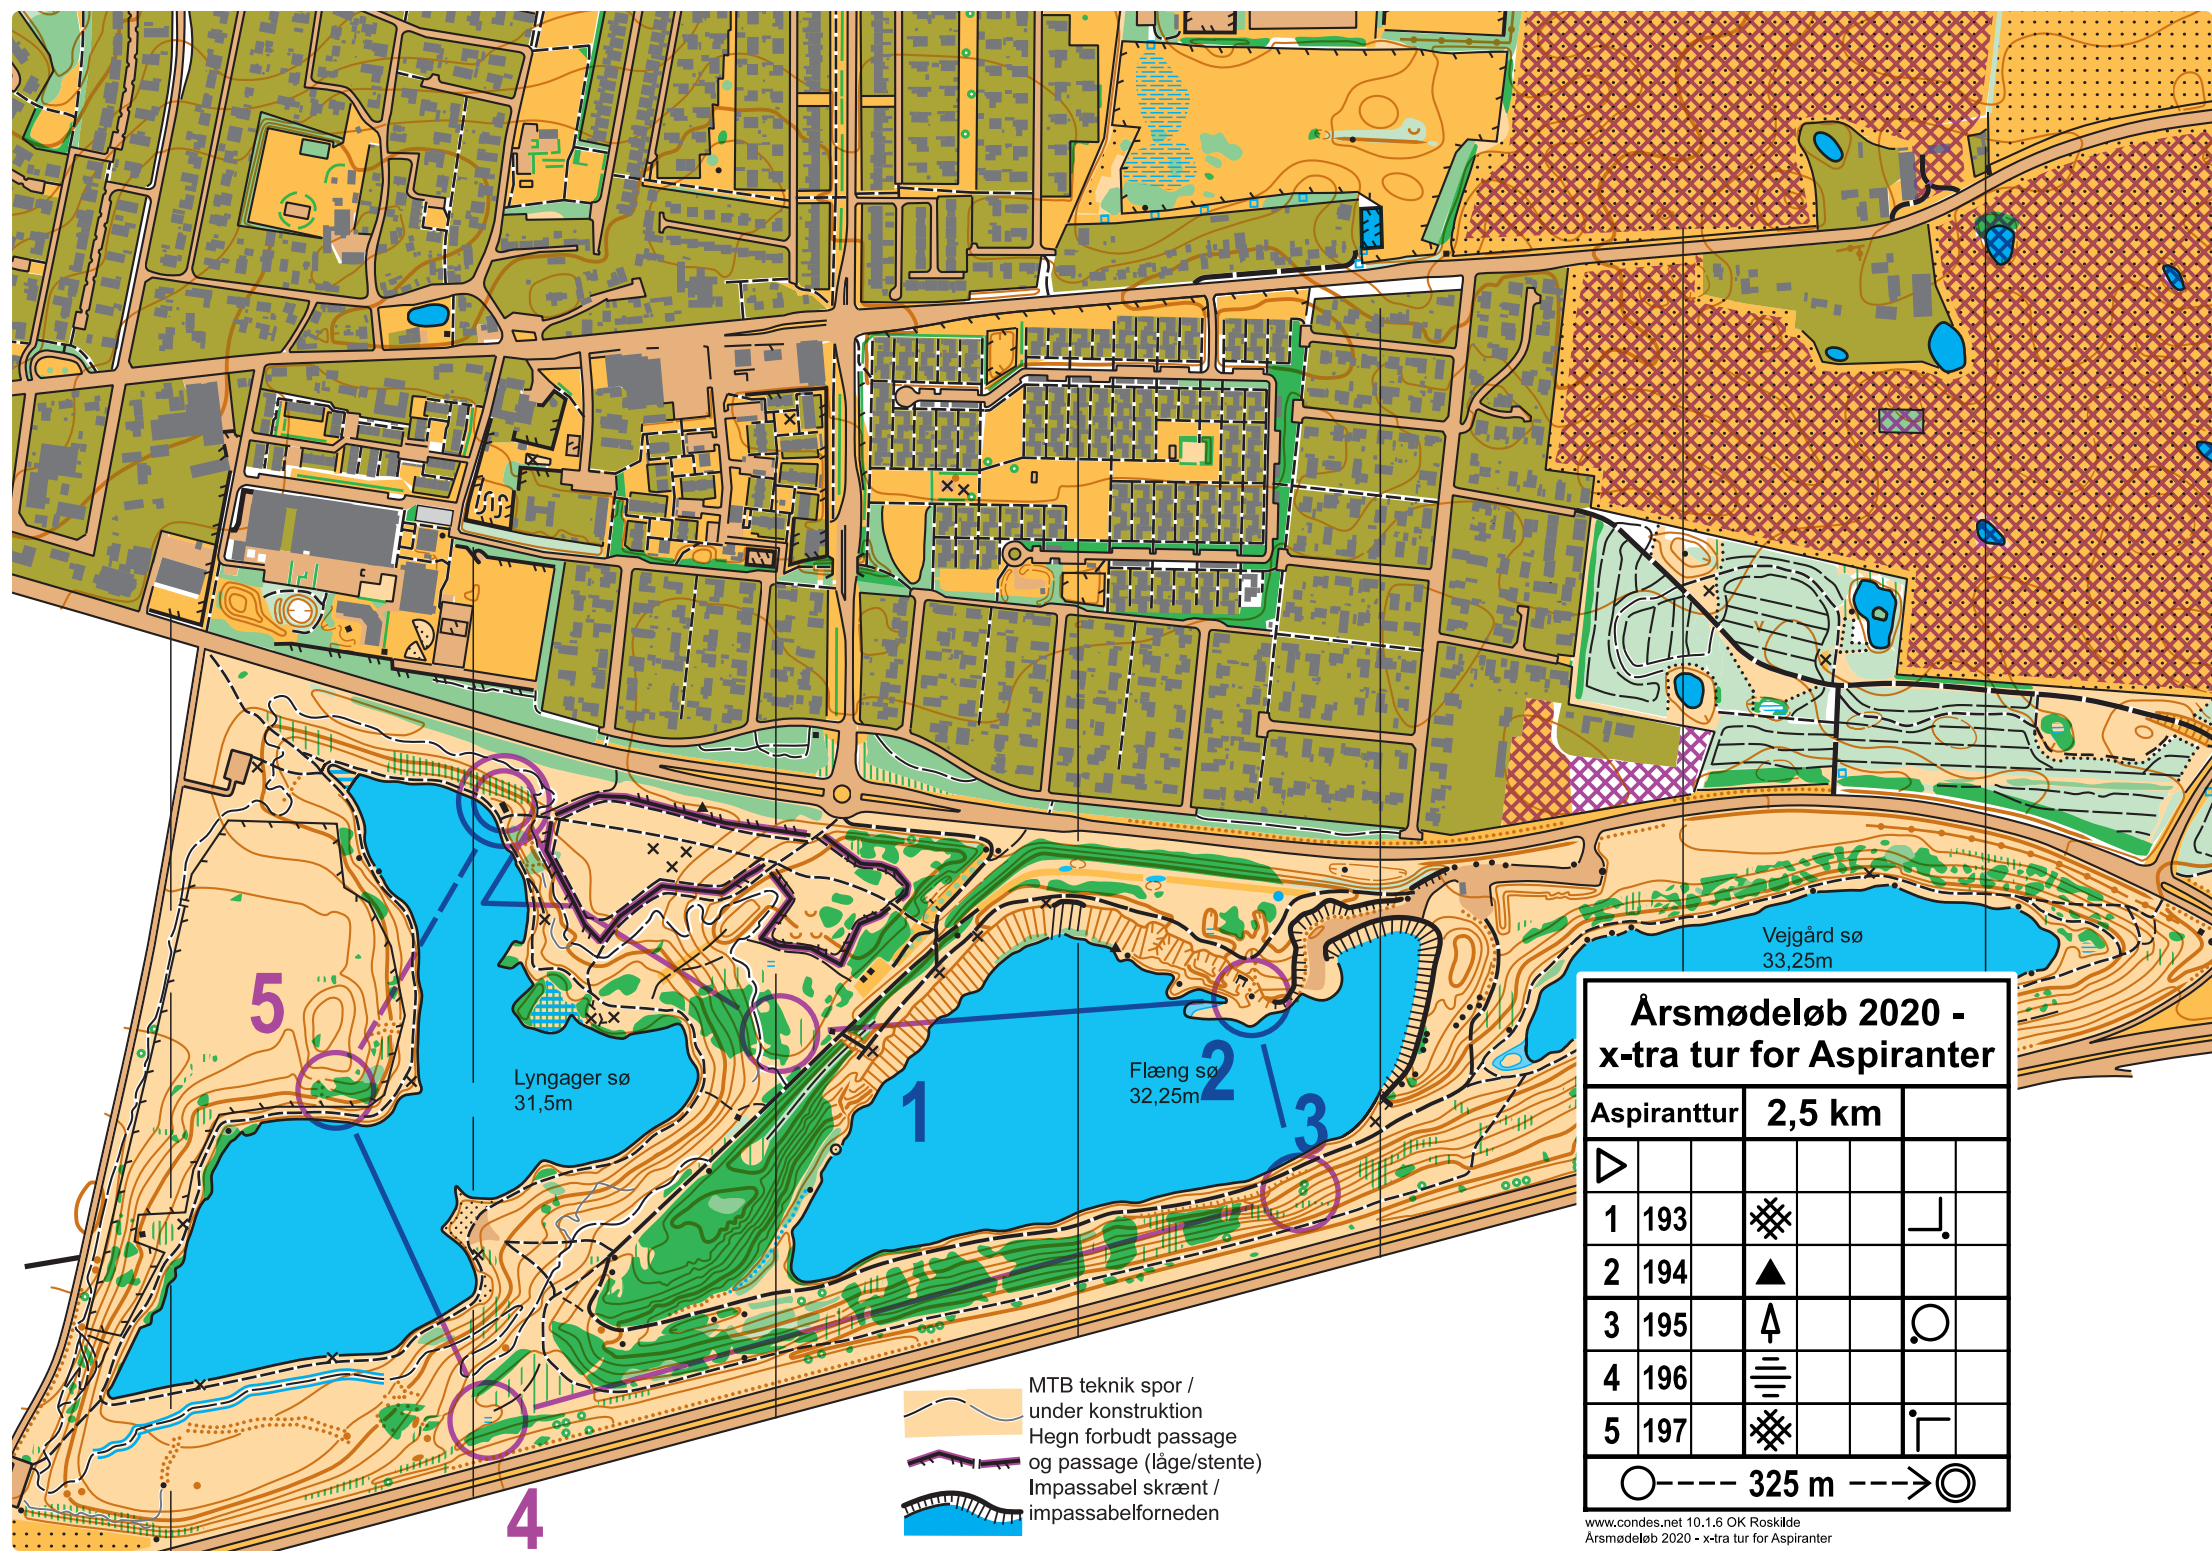 Vejgård sø
33,25m
5
Lyngager sø
31,5m
Flæng sø
32,25m
1
2
3
4
Årsmødeløb 2020 -
x-tra tur for Aspiranter
Aspiranttur 2,5 km
1 193
2 194
3 195
4 196
5 197
325 m
MTB teknik spor /
under konstruktion
Hegn forbudt passage
og passage (låge/stente)
Impassabel skrænt /
impassabelforneden
www.condes.net 10.1.6 OK Roskilde
Årsmødeløb 2020 - x-tra tur for Aspiranter